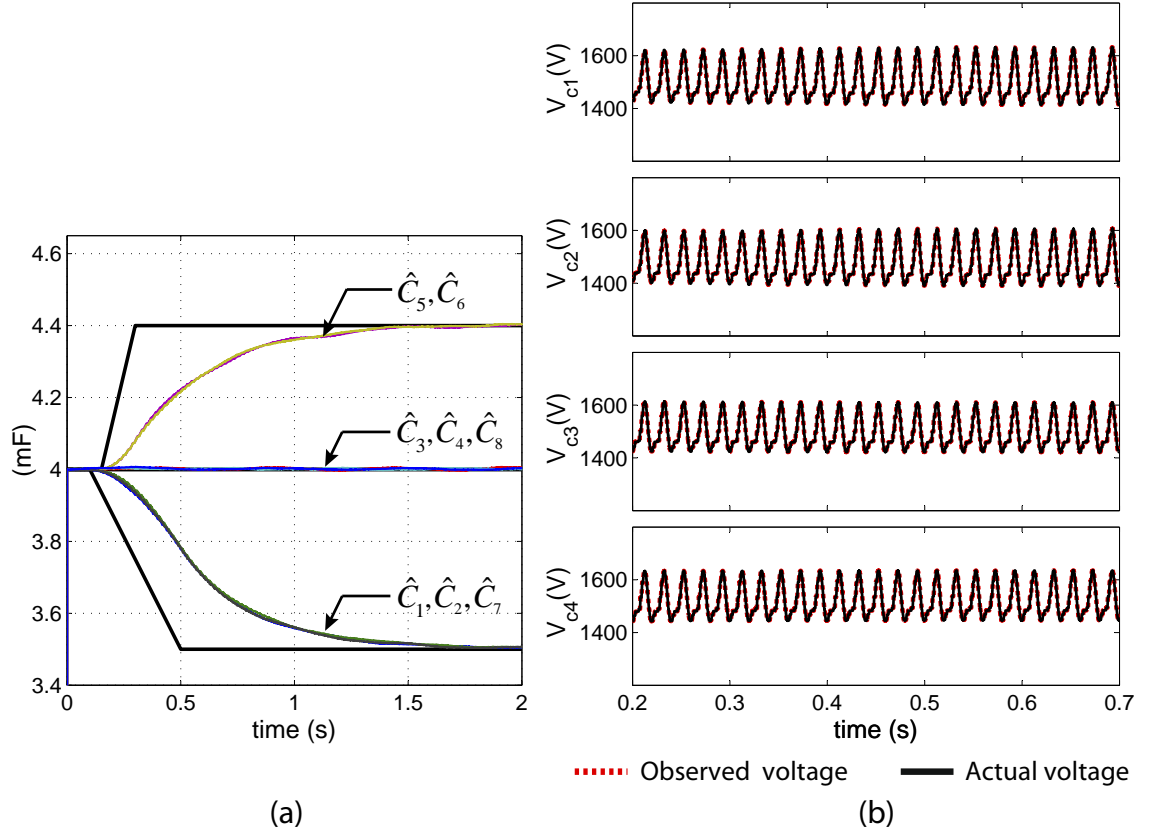 4.6
4.4
4.2
4
3.8
3.6
3.4
(mF)
0 0.5 1 1.5 2
time (s)
Ĉ5,Ĉ6
Ĉ3,Ĉ4,Ĉ8
Ĉ1,Ĉ2,Ĉ7
(a)
Vc1(V)
1600
1400
Vc2(V)
1600
1400
Vc3(V)
1600
1400
Vc4(V)
1600
1400
0.2 0.3 0.4 0.5 0.6 0.7
time (s)
Observed voltage Actual voltage
(b)